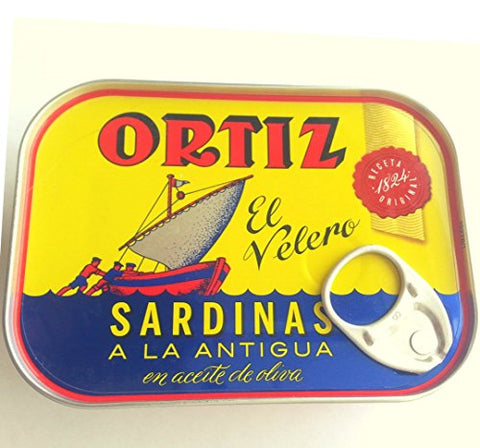 ORTIZ
RECETA
1824
ORIGINAL
El
Velero
SARDINAS
A LA ANTIGUA
en aceite de oliva